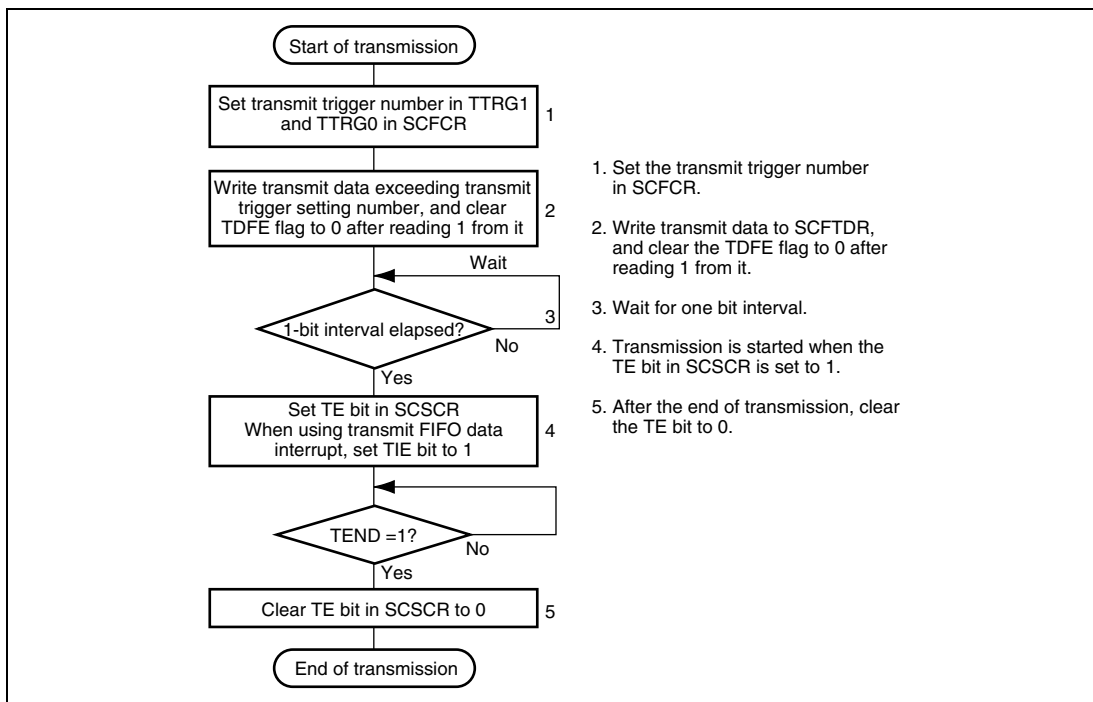 Start of transmission
Set transmit trigger number in TTRG1
and TTRG0 in SCFCR
1
Write transmit data exceeding transmit
trigger setting number, and clear
TDFE flag to 0 after reading 1 from it
2
Wait
1-bit interval elapsed?
3
No
Yes
Set TE bit in SCSCR
When using transmit FIFO data
interrupt, set TIE bit to 1
4
TEND =1?
No
Yes
Clear TE bit in SCSCR to 0
5
End of transmission
1. Set the transmit trigger number
in SCFCR.
2. Write transmit data to SCFTDR,
and clear the TDFE flag to 0 after
reading 1 from it.
3. Wait for one bit interval.
4. Transmission is started when the
TE bit in SCSCR is set to 1.
5. After the end of transmission, clear
the TE bit to 0.